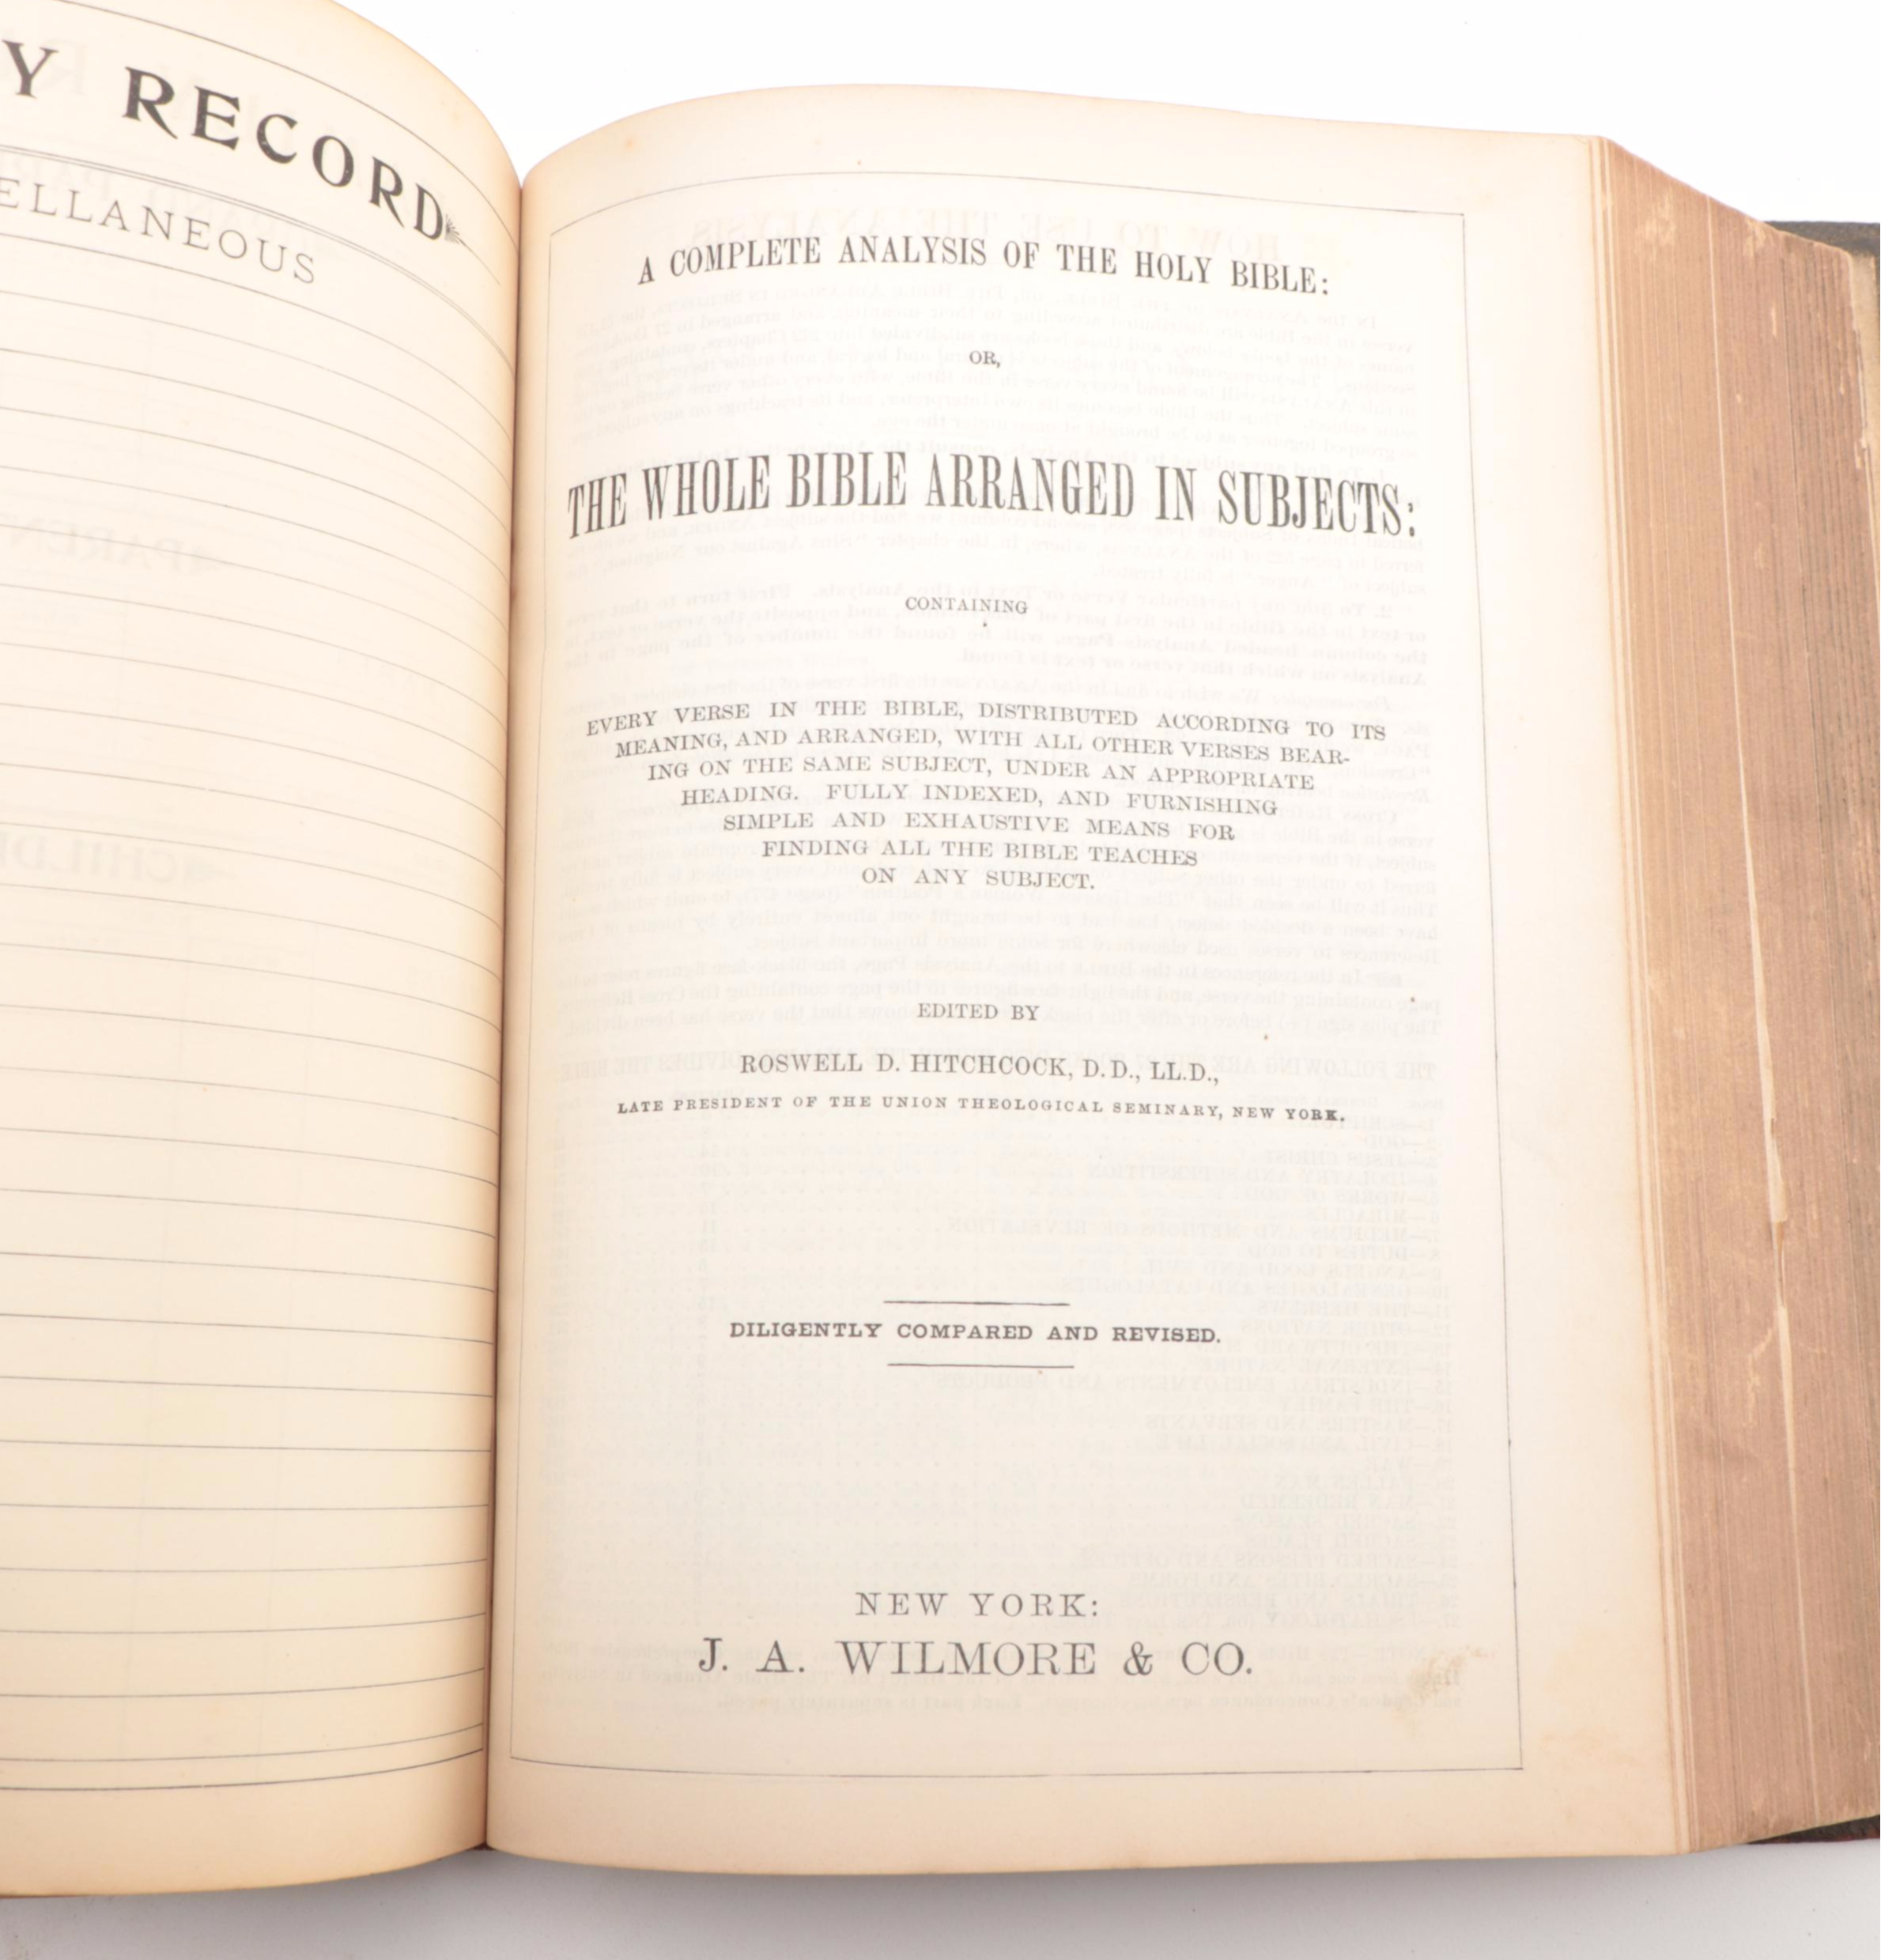 Y RECORD
ELLANEOUS
A COMPLETE ANALYSIS OF THE HOLY BIBLE:
OR,
THE WHOLE BIBLE ARRANGED IN SUBJECTS:
CONTAINING
EVERY VERSE IN THE BIBLE, DISTRIBUTED ACCORDING TO ITS
MEANING, AND ARRANGED, WITH ALL OTHER VERSES BEAR-
ING ON THE SAME SUBJECT, UNDER AN APPROPRIATE
HEADING. FULLY INDEXED, AND FURNISHING
SIMPLE AND EXHAUSTIVE MEANS FOR
FINDING ALL THE BIBLE TEACHES
ON ANY SUBJECT.
EDITED BY
ROSWELL D. HITCHCOCK, D.D., LL.D.,
LATE PRESIDENT OF THE UNION THEOLOGICAL SEMINARY, NEW YORK.
DILIGENTLY COMPARED AND REVISED.
NEW YORK:
J. A. WILMORE & CO.